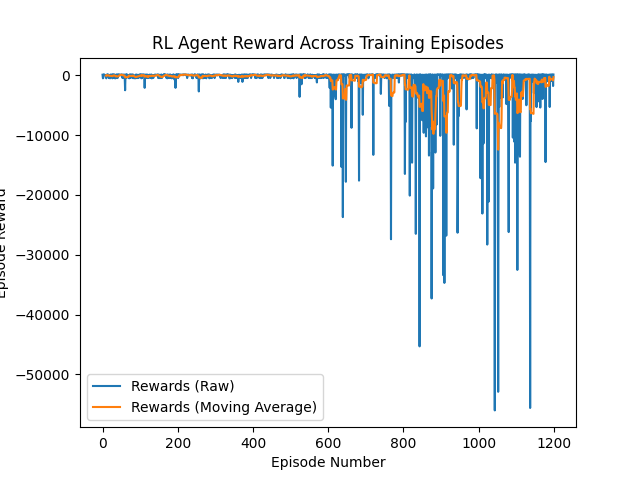 RL Agent Reward Across Training Episodes
0
−10000
−20000
−30000
−40000
−50000
Episode Reward
Rewards (Raw)
Rewards (Moving Average)
0 200 400 600 800 1000 1200
Episode Number